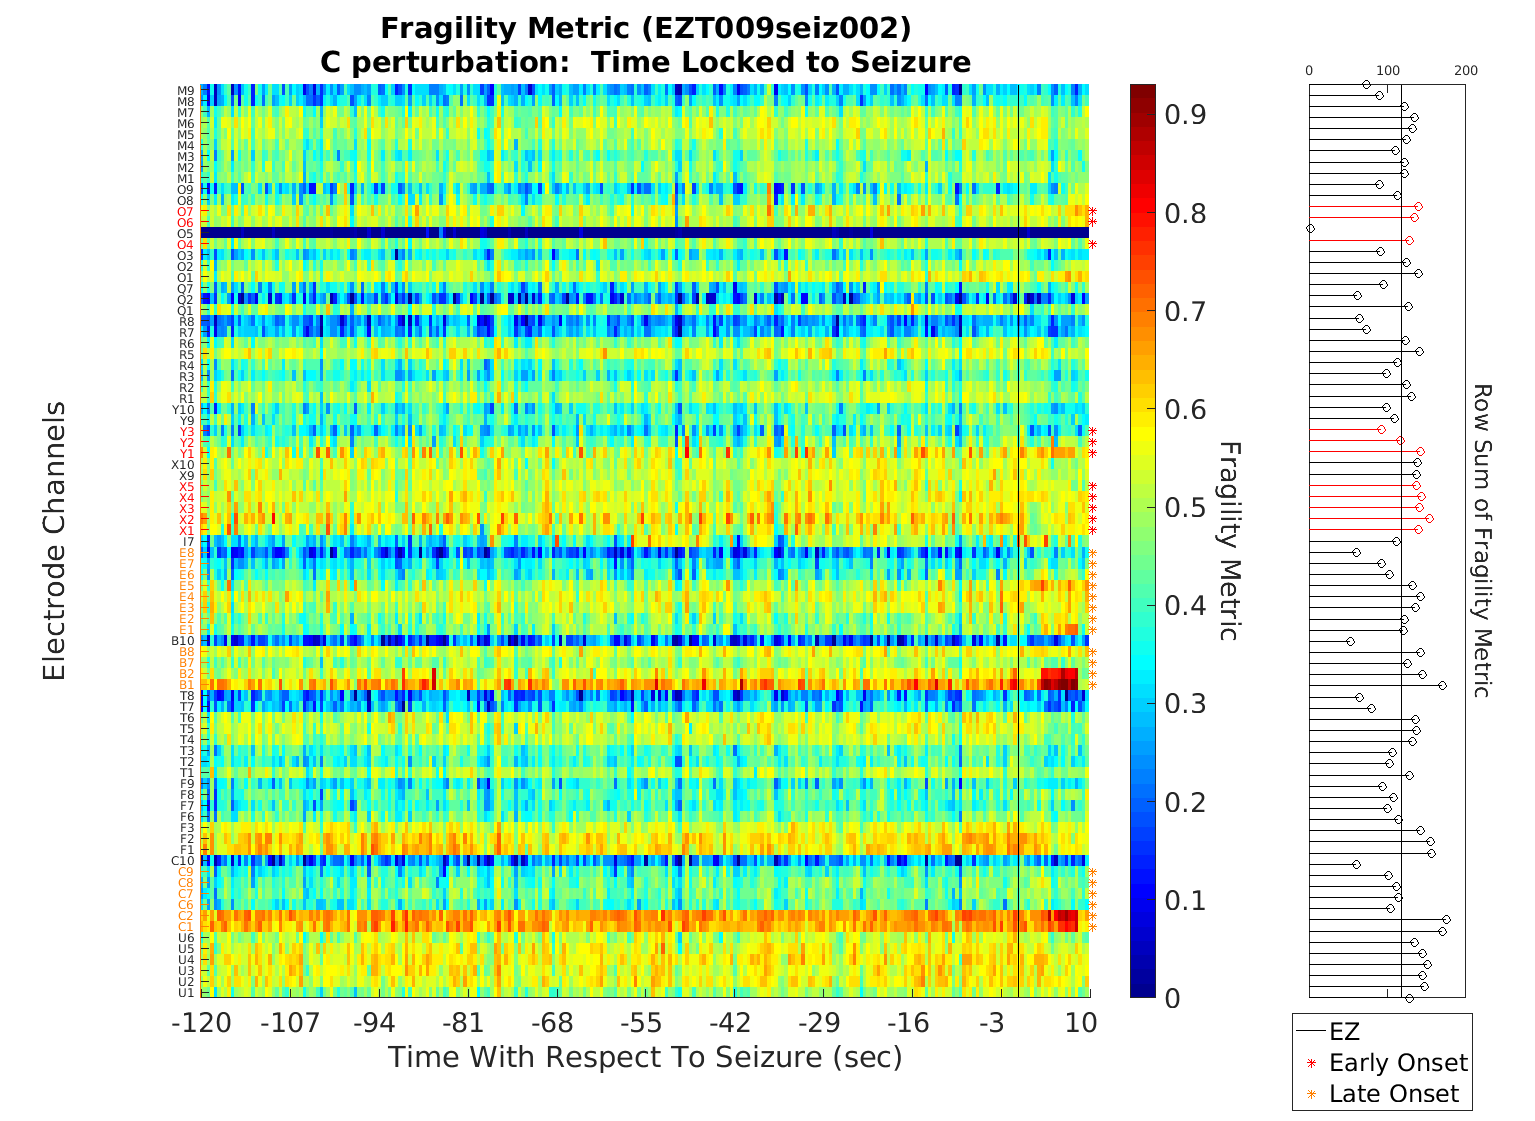 Fragility Metric (EZT009seiz002)
C perturbation:  Time Locked to Seizure
Electrode Channels
M9
M8
M7
M6
M5
M4
M3
M2
M1
O9
O8
O7
O6
O5
O4
O3
O2
O1
Q7
Q2
Q1
R8
R7
R6
R5
R4
R3
R2
R1
Y10
Y9
Y3
Y2
Y1
X10
X9
X5
X4
X3
X2
X1
I7
E8
E7
E6
E5
E4
E3
E2
E1
B10
B8
B7
B2
B1
T8
T7
T6
T5
T4
T3
T2
T1
F9
F8
F7
F6
F3
F2
F1
C10
C9
C8
C7
C6
C2
C1
U6
U5
U4
U3
U2
U1
-120 -107 -94 -81 -68 -55 -42 -29 -16 -3 10
Time With Respect To Seizure (sec)
0.9
0.8
0.7
0.6
0.5
0.4
0.3
0.2
0.1
0
Fragility Metric
0 100 200
Row Sum of Fragility Metric
EZ
Early Onset
Late Onset